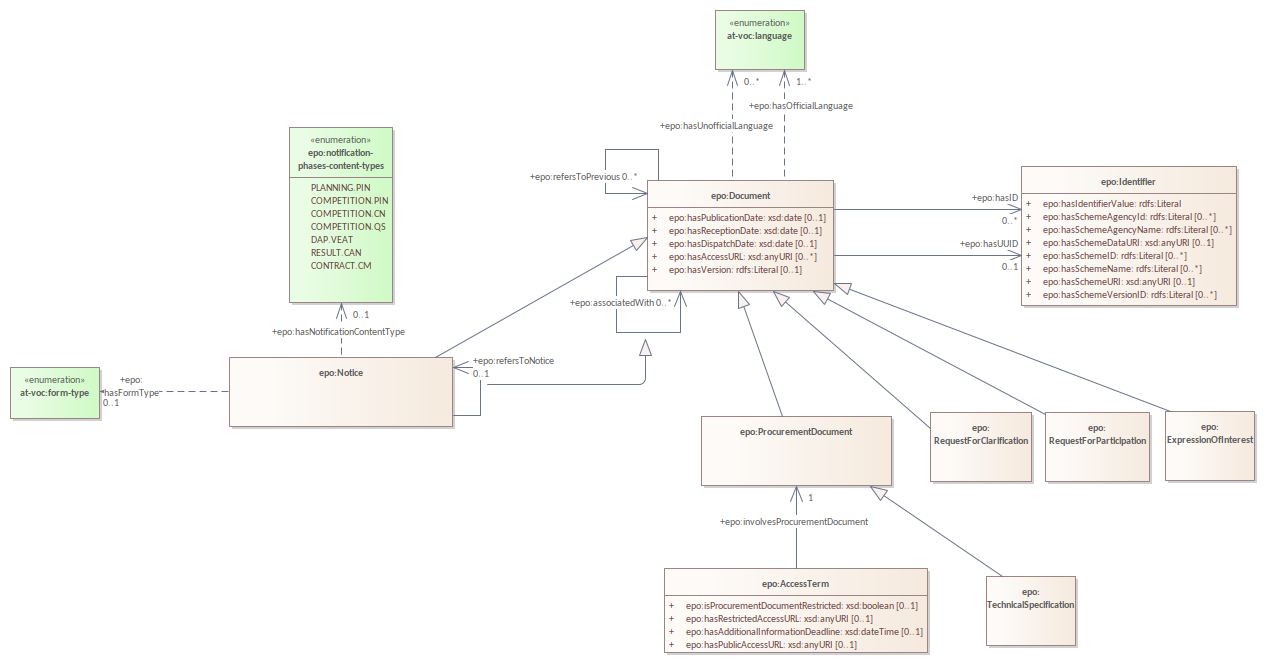 «enumeration»
at-voc:language
0..*
1..*
+epo:hasOfficialLanguage
+epo:hasUnofficialLanguage
«enumeration»
epo:notification-
phases-content-types
PLANNING.PIN
COMPETITION.PIN
COMPETITION.CN
COMPETITION.QS
DAP.VEAT
RESULT.CAN
CONTRACT.CM
+epo:refersToPrevious 0..*
epo:Document
+ epo:hasPublicationDate: xsd:date [0..1]
+ epo:hasReceptionDate: xsd:date [0..1]
+ epo:hasDispatchDate: xsd:date [0..1]
+ epo:hasAccessURL: xsd:anyURI [0..*]
+ epo:hasVersion: rdfs:Literal [0..1]
+epo:hasID
0..*
+epo:hasUUID
0..1
epo:Identifier
+ epo:hasIdentifierValue: rdfs:Literal
+ epo:hasSchemeAgencyId: rdfs:Literal [0..*]
+ epo:hasSchemeAgencyName: rdfs:Literal [0..*]
+ epo:hasSchemeDataURI: xsd:anyURI [0..1]
+ epo:hasSchemeID: rdfs:Literal [0..*]
+ epo:hasSchemeName: rdfs:Literal [0..*]
+ epo:hasSchemeURI: xsd:anyURI [0..1]
+ epo:hasSchemeVersionID: rdfs:Literal [0..*]
+epo:associatedWith 0..*
0..1
+epo:hasNotificationContentType
epo:Notice
+epo:refersToNotice
0..1
«enumeration»
at-voc:form-type
+epo:
hasFormType
0..1
epo:ProcurementDocument
epo:
RequestForClarification
epo:
RequestForParticipation
epo:
ExpressionOfInterest
1
+epo:involvesProcurementDocument
epo:AccessTerm
+ epo:isProcurementDocumentRestricted: xsd:boolean [0..1]
+ epo:hasRestrictedAccessURL: xsd:anyURI [0..1]
+ epo:hasAdditionalInformationDeadline: xsd:dateTime [0..1]
+ epo:hasPublicAccessURL: xsd:anyURI [0..1]
epo:
TechnicalSpecification